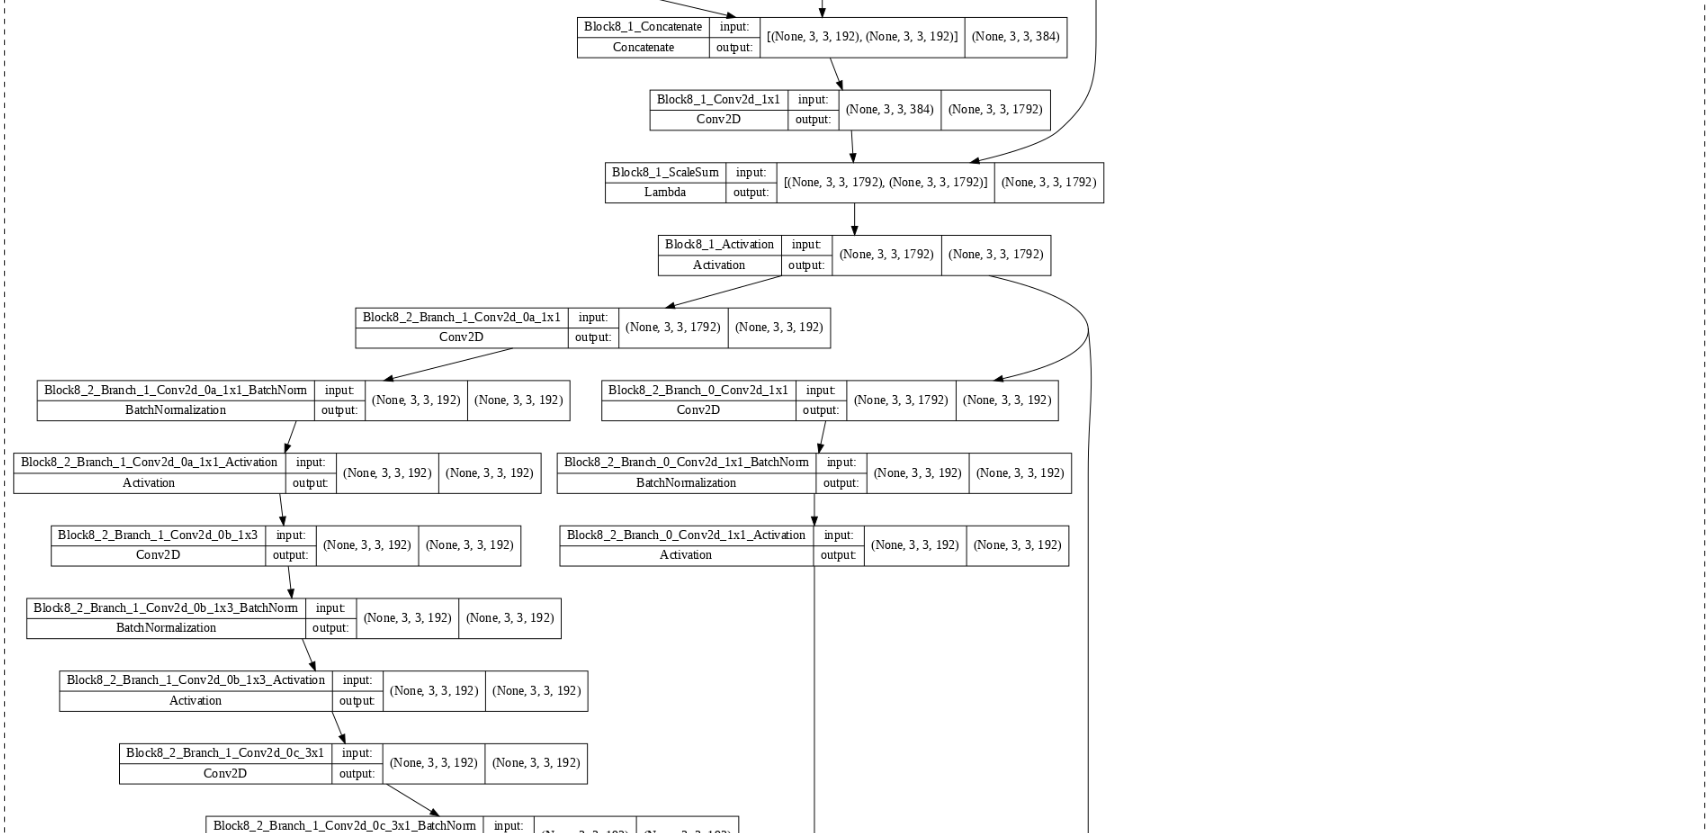 Block8_1_Concatenate input: [(None, 3, 3, 192), (None, 3, 3, 192)] (None, 3, 3, 384)
Concatenate output:
Block8_1_Conv2d_1x1 input: (None, 3, 3, 384) (None, 3, 3, 1792)
Conv2D output:
Block8_1_ScaleSum input: [(None, 3, 3, 1792), (None, 3, 3, 1792)] (None, 3, 3, 1792)
Lambda output:
Block8_1_Activation input: (None, 3, 3, 1792) (None, 3, 3, 1792)
Activation output:
Block8_2_Branch_1_Conv2d_0a_1x1 input: (None, 3, 3, 1792) (None, 3, 3, 192)
Conv2D output:
Block8_2_Branch_1_Conv2d_0a_1x1_BatchNorm input: (None, 3, 3, 192) (None, 3, 3, 192)
BatchNormalization output:
Block8_2_Branch_0_Conv2d_1x1 input: (None, 3, 3, 1792) (None, 3, 3, 192)
Conv2D output:
Block8_2_Branch_1_Conv2d_0a_1x1_Activation input: (None, 3, 3, 192) (None, 3, 3, 192)
Activation output:
Block8_2_Branch_0_Conv2d_1x1_BatchNorm input: (None, 3, 3, 192) (None, 3, 3, 192)
BatchNormalization output:
Block8_2_Branch_1_Conv2d_0b_1x3 input: (None, 3, 3, 192) (None, 3, 3, 192)
Conv2D output:
Block8_2_Branch_0_Conv2d_1x1_Activation input: (None, 3, 3, 192) (None, 3, 3, 192)
Activation output:
Block8_2_Branch_1_Conv2d_0b_1x3_BatchNorm input: (None, 3, 3, 192) (None, 3, 3, 192)
BatchNormalization output:
Block8_2_Branch_1_Conv2d_0b_1x3_Activation input: (None, 3, 3, 192) (None, 3, 3, 192)
Activation output:
Block8_2_Branch_1_Conv2d_0c_3x1 input: (None, 3, 3, 192) (None, 3, 3, 192)
Conv2D output:
Block8_2_Branch_1_Conv2d_0c_3x1_BatchNorm input: